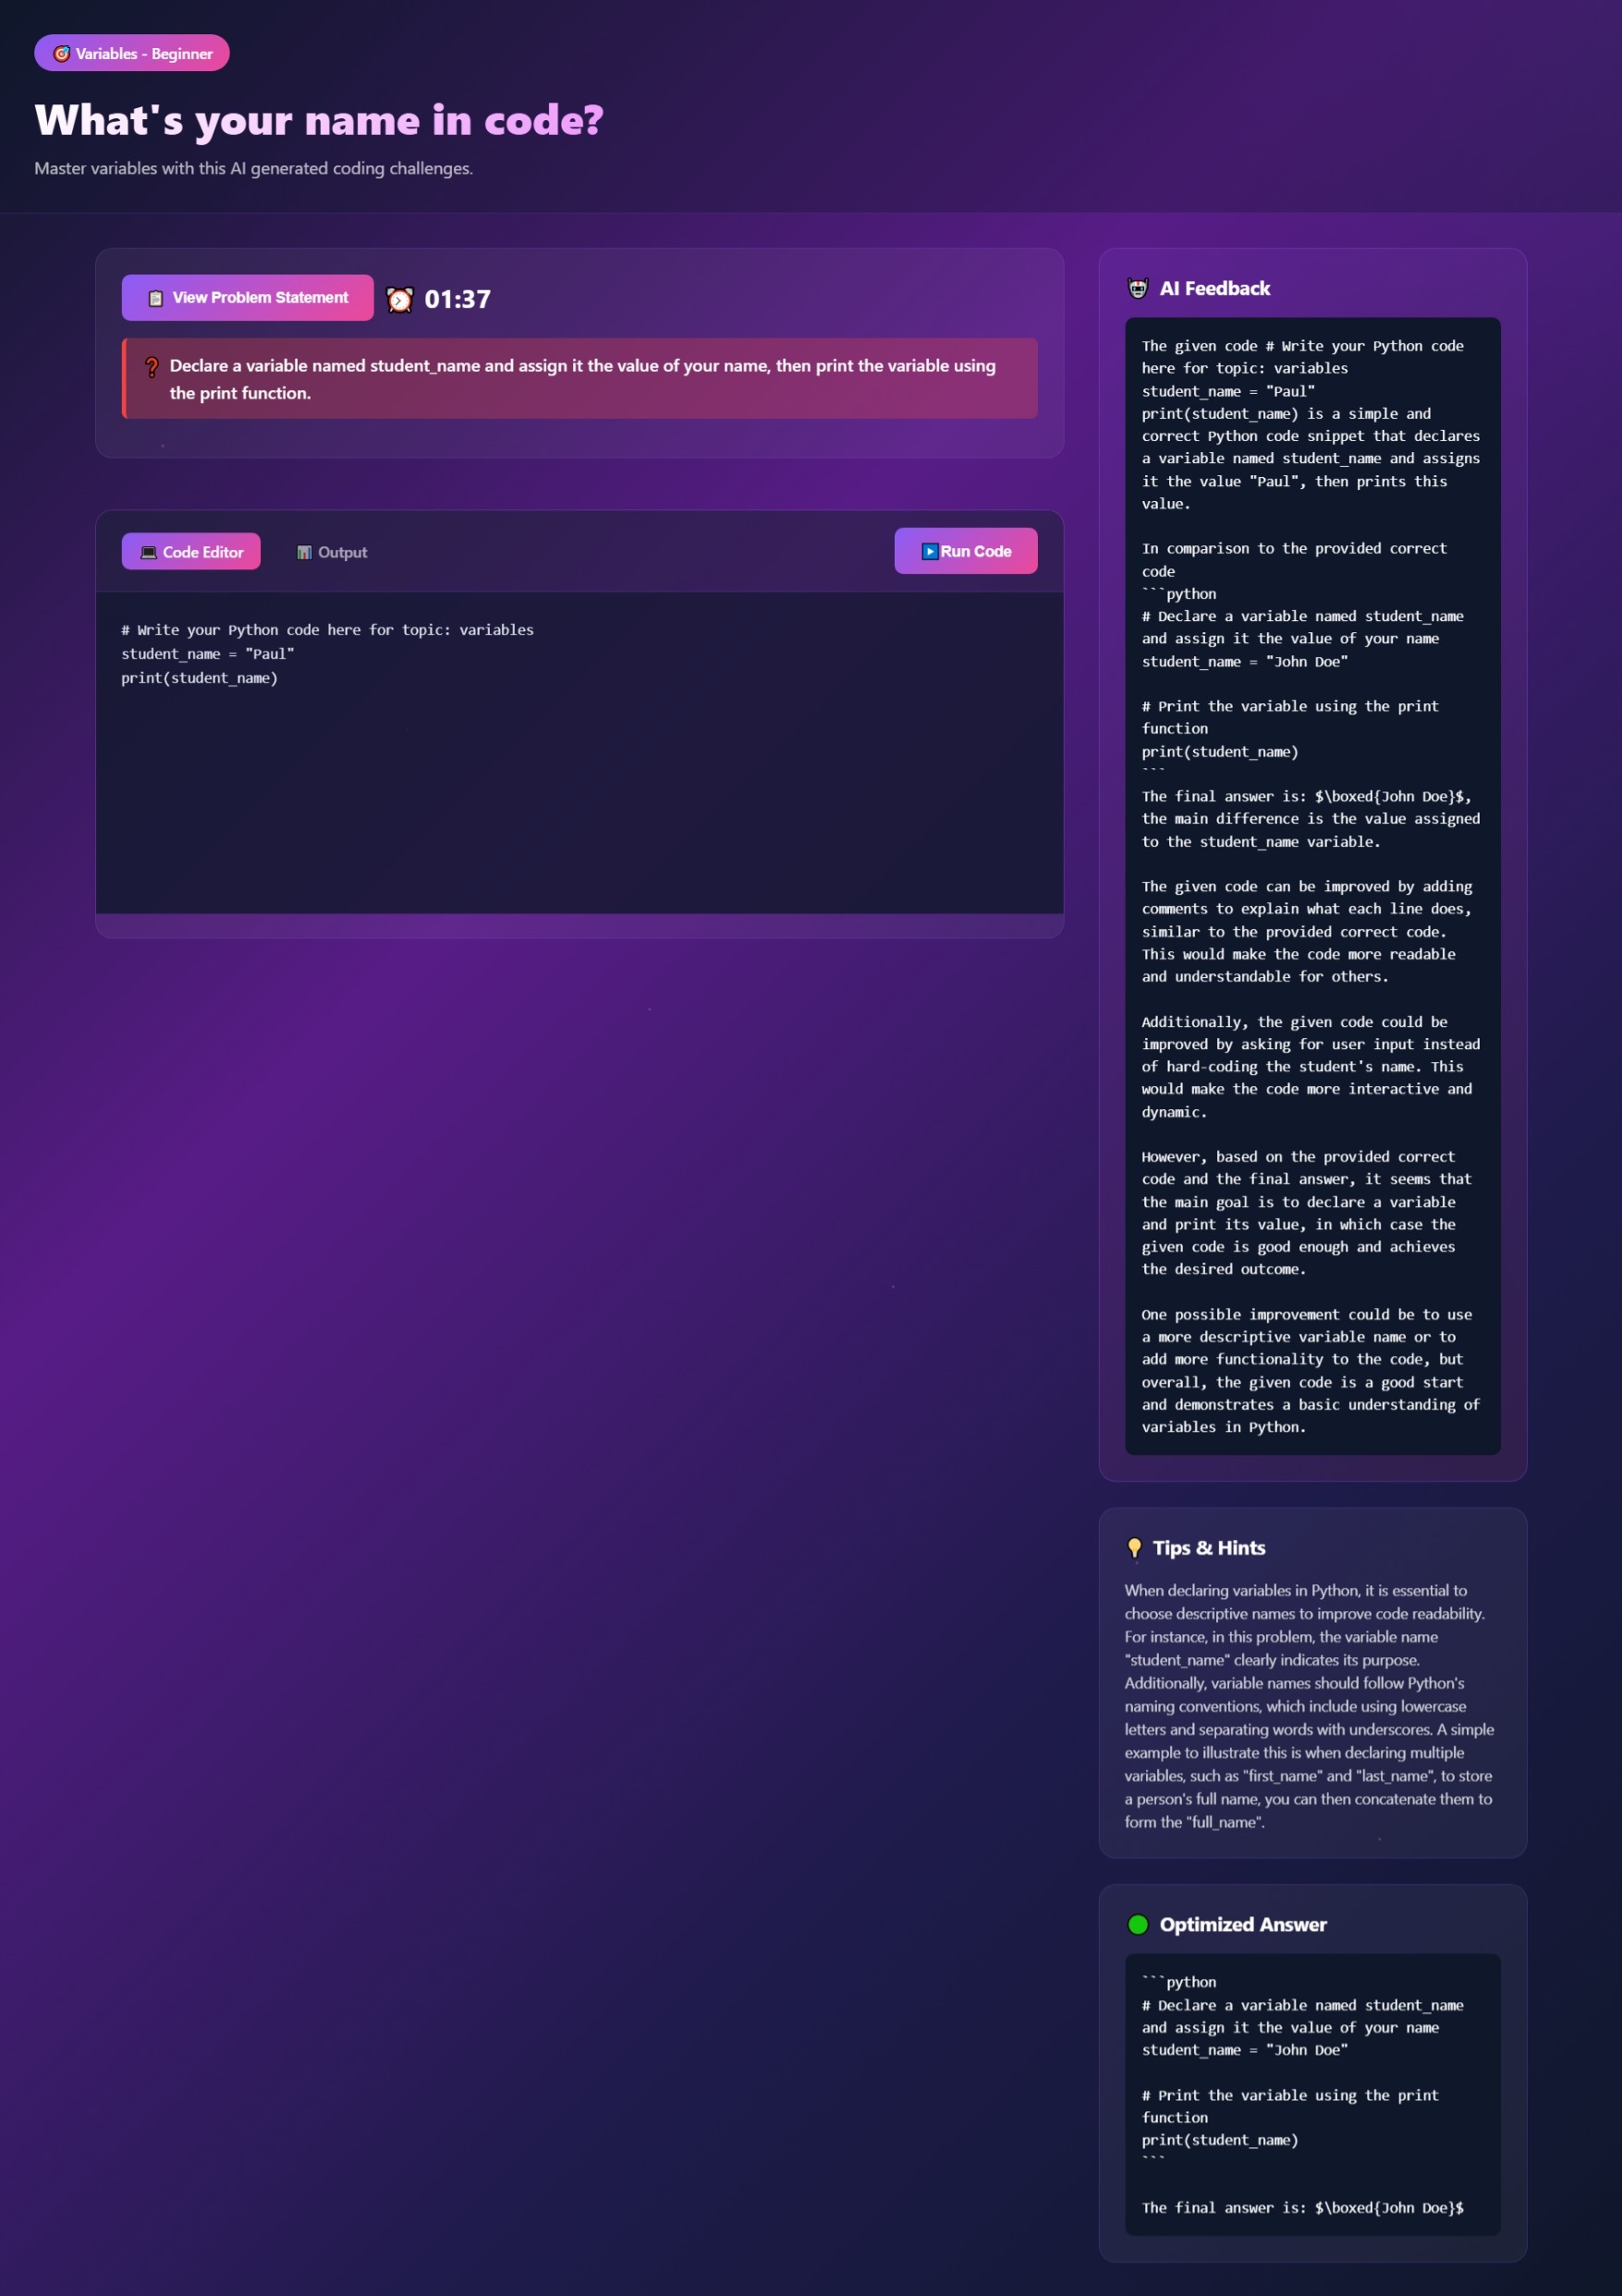 🎯 Variables - Beginner
What's your name in code?
Master variables with this AI generated coding challenges.
📋 View Problem Statement ⏰ 01:37
❓ Declare a variable named student_name and assign it the value of your name, then print the variable using
the print function.
💻 Code Editor 📊 Output ▶️Run Code
# Write your Python code here for topic: variables
student_name = "Paul"
print(student_name)
🤖 AI Feedback
The given code # Write your Python code
here for topic: variables
student_name = "Paul"
print(student_name) is a simple and
correct Python code snippet that declares
a variable named student_name and assigns
it the value "Paul", then prints this
value.
In comparison to the provided correct
code
```python
# Declare a variable named student_name
and assign it the value of your name
student_name = "John Doe"
# Print the variable using the print
function
print(student_name)
```
The final answer is: $\boxed{John Doe}$,
the main difference is the value assigned
to the student_name variable.
The given code can be improved by adding
comments to explain what each line does,
similar to the provided correct code.
This would make the code more readable
and understandable for others.
Additionally, the given code could be
improved by asking for user input instead
of hard-coding the student's name. This
would make the code more interactive and
dynamic.
However, based on the provided correct
code and the final answer, it seems that
the main goal is to declare a variable
and print its value, in which case the
given code is good enough and achieves
the desired outcome.
One possible improvement could be to use
a more descriptive variable name or to
add more functionality to the code, but
overall, the given code is a good start
and demonstrates a basic understanding of
variables in Python.
💡 Tips & Hints
When declaring variables in Python, it is essential to
choose descriptive names to improve code readability.
For instance, in this problem, the variable name
"student_name" clearly indicates its purpose.
Additionally, variable names should follow Python's
naming conventions, which include using lowercase
letters and separating words with underscores. A simple
example to illustrate this is when declaring multiple
variables, such as "first_name" and "last_name", to store
a person's full name, you can then concatenate them to
form the "full_name".
🟢 Optimized Answer
```python
# Declare a variable named student_name
and assign it the value of your name
student_name = "John Doe"
# Print the variable using the print
function
print(student_name)
```
The final answer is: $\boxed{John Doe}$